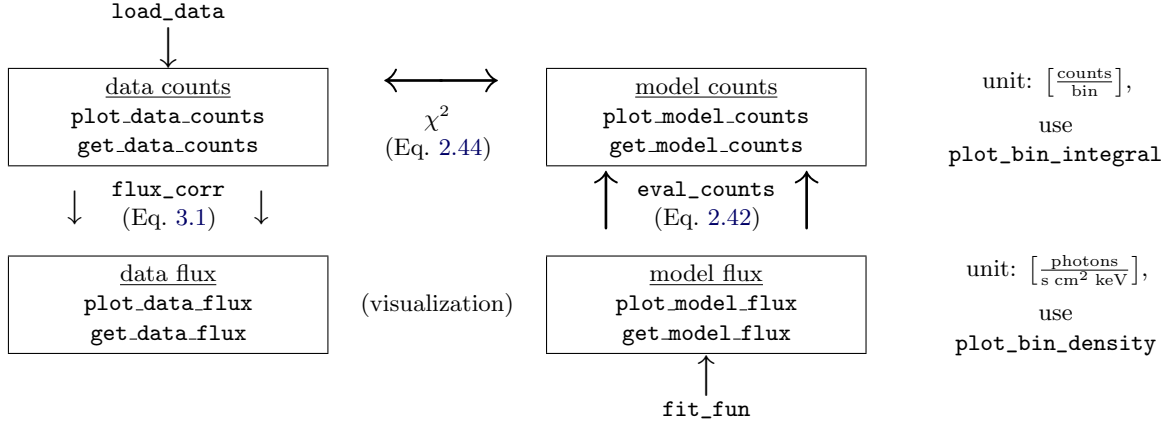 load_data
data counts
plot_data_counts
get_data_counts
χ²
(Eq. 2.44)
model counts
plot_model_counts
get_model_counts
unit: [counts/bin],
use
plot_bin_integral
flux_corr
(Eq. 3.1)
eval_counts
(Eq. 2.42)
data flux
plot_data_flux
get_data_flux
(visualization)
model flux
plot_model_flux
get_model_flux
unit: [photons/s cm² keV],
use
plot_bin_density
fit_fun